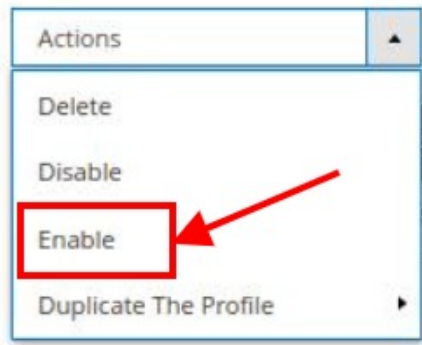 Actions
Delete
Disable
Enable
Duplicate The Profile